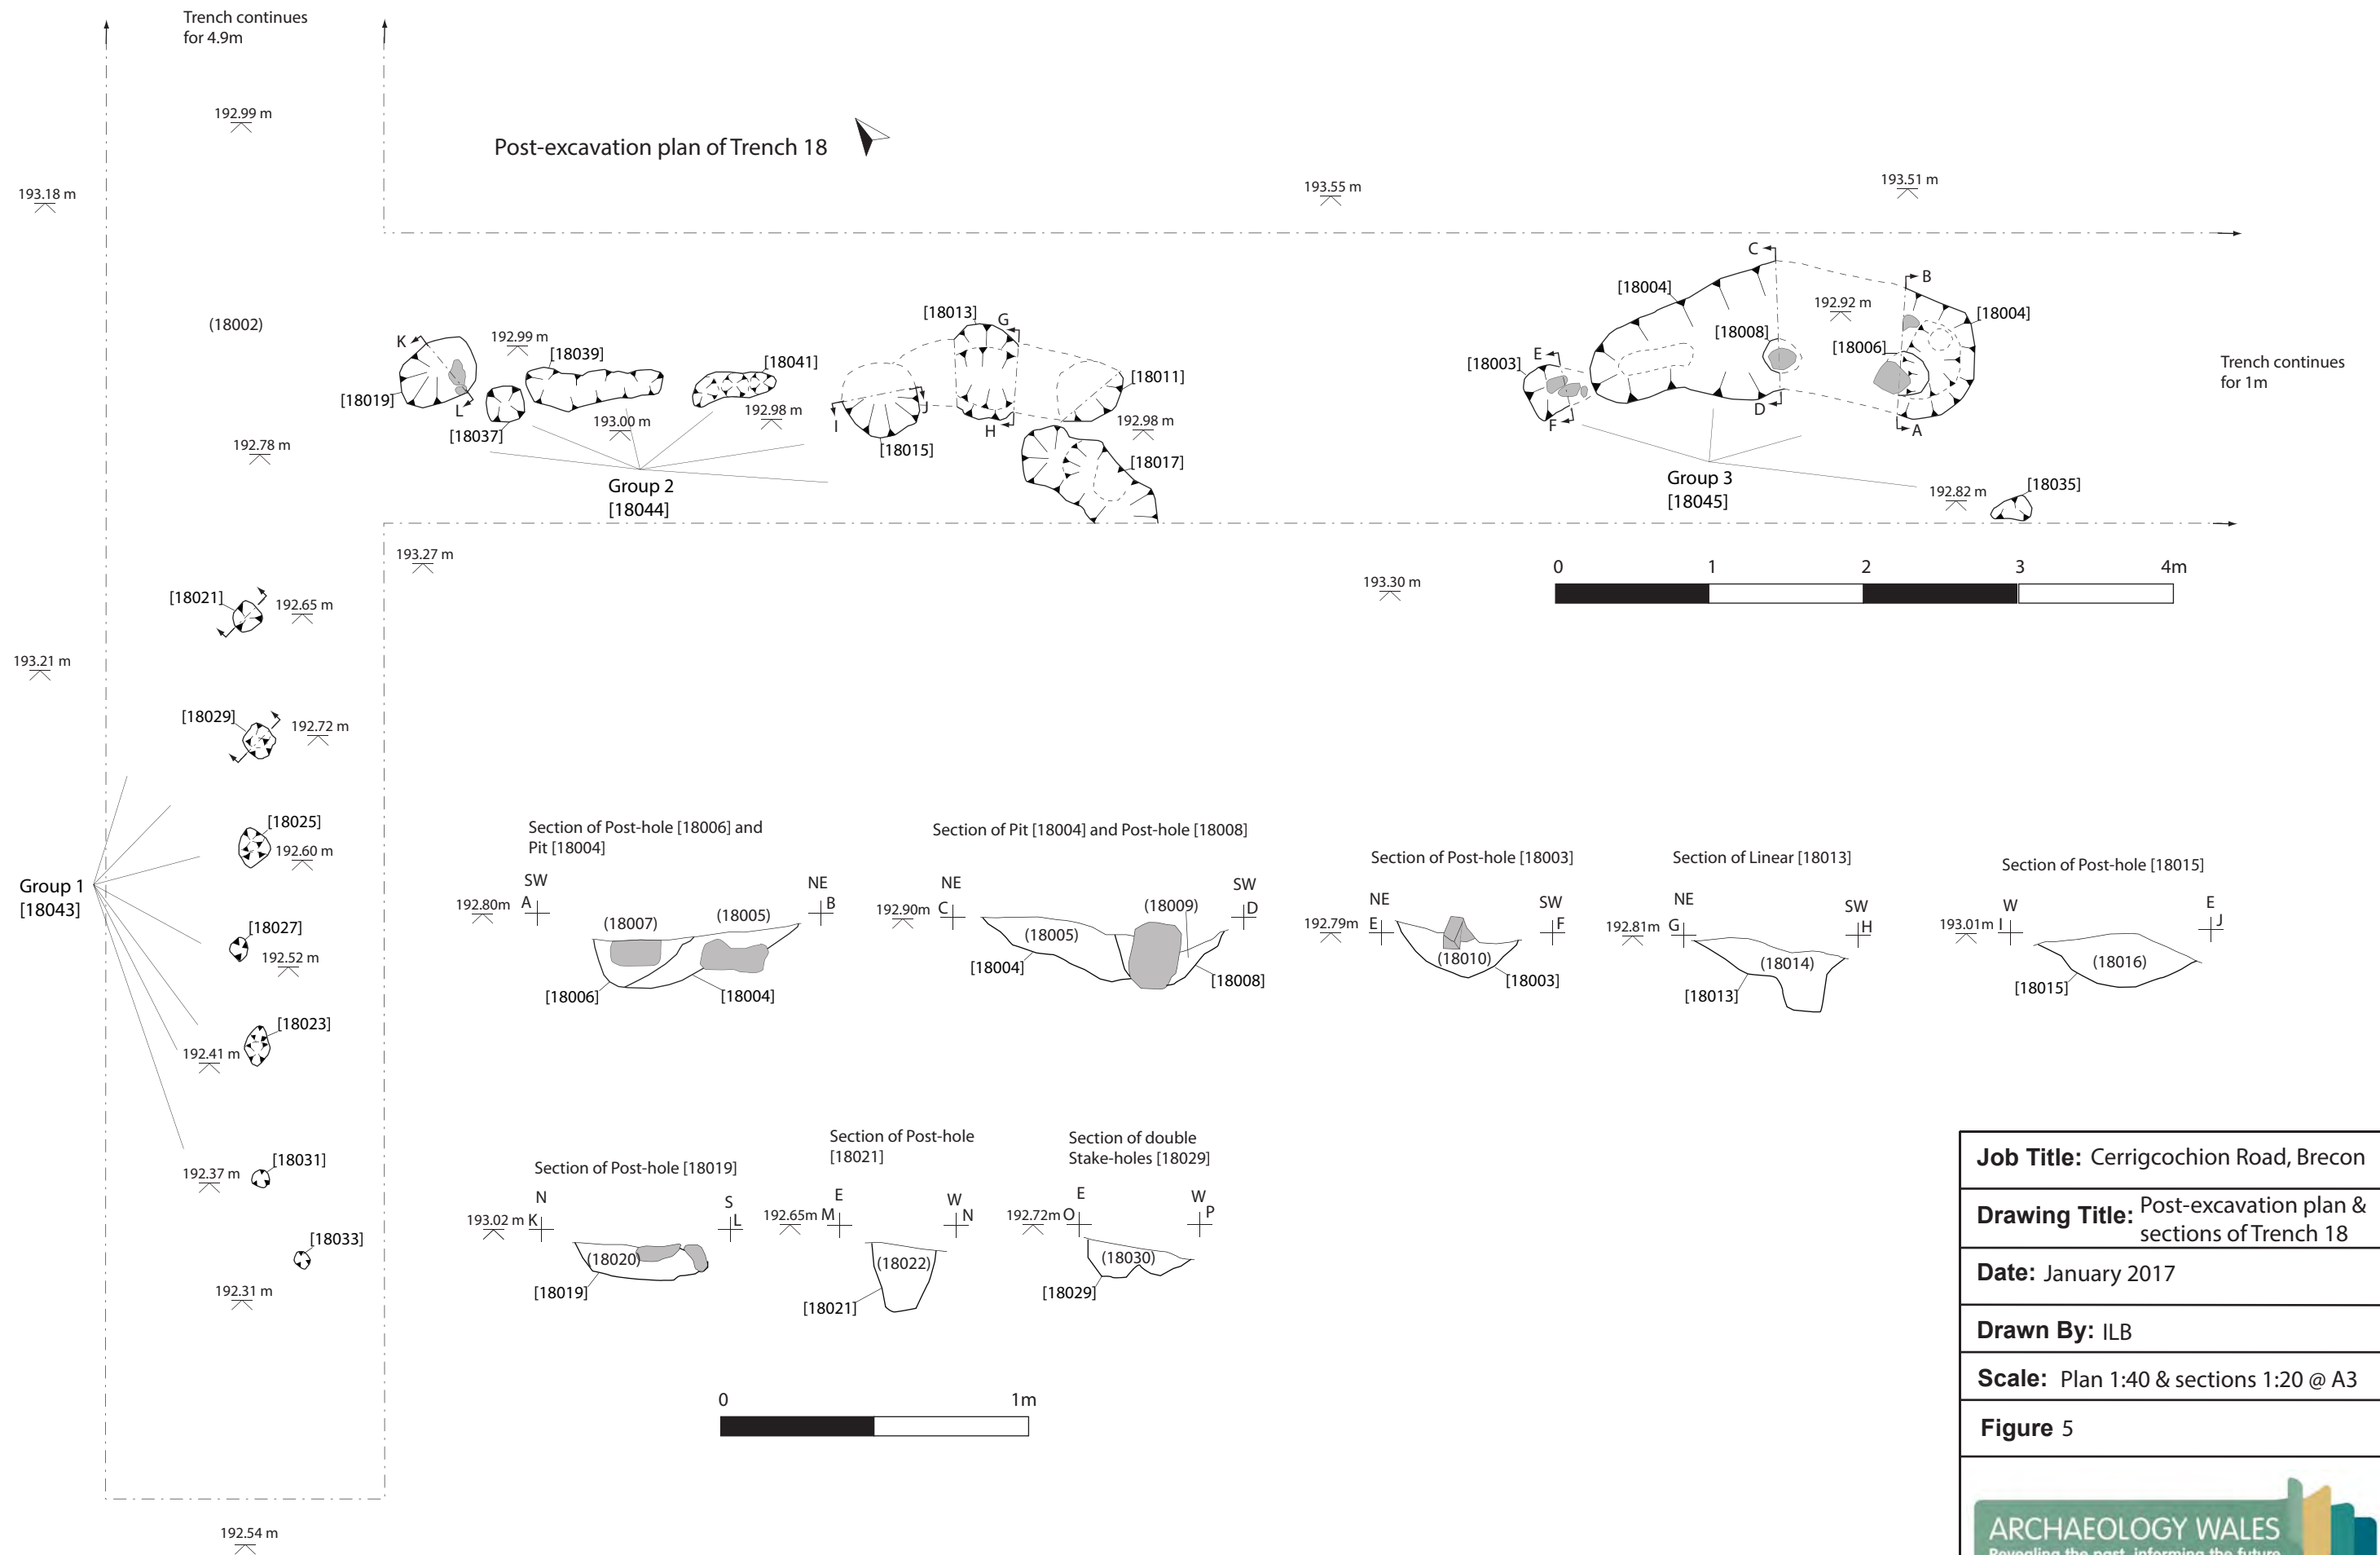 Trench continues
for 4.9m
192.99 m
Post-excavation plan of Trench 18
193.18 m
193.55 m
193.51 m
(18002)
K
L
[18019]
192.99 m
[18039]
[18037]
193.00 m
[18041]
192.98 m
[18013]
G
H
I
J
[18015]
[18011]
192.98 m
[18017]
192.78 m
Group 2
[18044]
C
[18004]
B
192.92 m
[18004]
[18008]
[18006]
E
[18003]
F
D
A
Trench continues
for 1m
Group 3
[18045]
192.82 m
[18035]
193.27 m
193.30 m
0
1
2
3
4m
[18021]
192.65 m
193.21 m
[18029]
192.72 m
[18025]
192.60 m
Group 1
[18043]
[18027]
192.52 m
[18023]
192.41 m
[18031]
192.37 m
[18033]
192.31 m
192.54 m
Section of Post-hole [18006] and
Pit [18004]
SW
NE
192.80m
A
B
(18007)
(18005)
[18006]
[18004]
Section of Pit [18004] and Post-hole [18008]
NE
SW
192.90m
C
D
(18009)
(18005)
[18004]
[18008]
Section of Post-hole [18003]
NE
SW
192.79m
E
F
(18010)
[18003]
Section of Linear [18013]
NE
SW
192.81m
G
H
(18014)
[18013]
Section of Post-hole [18015]
W
E
193.01m
I
J
(18016)
[18015]
Section of Post-hole [18019]
N
S
193.02 m
K
L
(18020)
[18019]
Section of Post-hole
[18021]
E
W
192.65m
M
N
(18022)
[18021]
Section of double
Stake-holes [18029]
E
W
192.72m
O
P
(18030)
[18029]
0
1m
Job Title: Cerrigcochion Road, Brecon
Drawing Title: Post-excavation plan &
sections of Trench 18
Date: January 2017
Drawn By: ILB
Scale: Plan 1:40 & sections 1:20 @ A3
Figure 5
ARCHAEOLOGY WALES
Revealing the past, informing the future